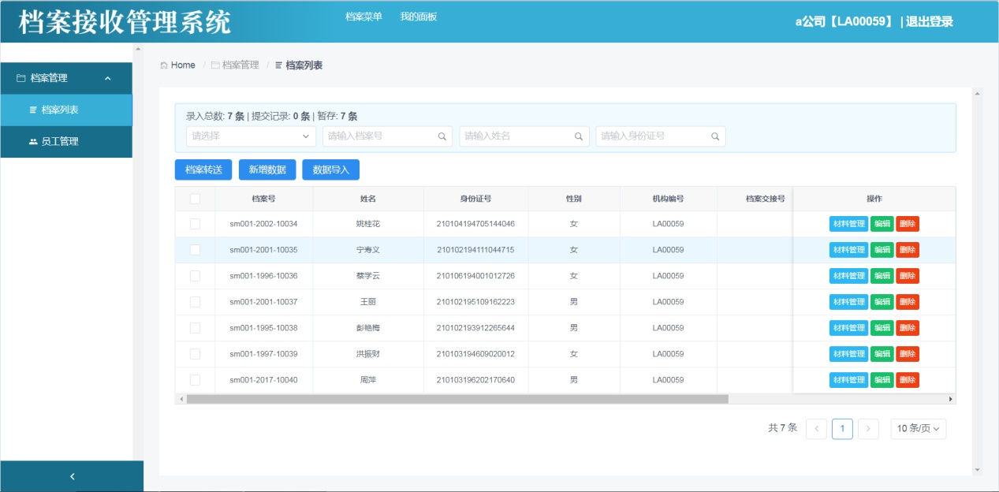 档案接收管理系统 档案菜单 我的面板 a公司【LA00059】 | 退出登录
Home / 档案管理 / 档案列表
档案管理
档案列表
员工管理
录入总数: 7 条 | 提交记录: 0 条 | 暂存: 7 条
请选择 请输入档案号 请输入姓名 请输入身份证号
档案转送 新增数据 数据导入
档案号 姓名 身份证号 性别 机构编号 档案交接号 操作
sm001-2002-10034 姚桂花 210104194705144046 女 LA00059 材料管理 编辑 删除
sm001-2001-10035 宁寿义 210102194111044715 女 LA00059 材料管理 编辑 删除
sm001-1996-10036 蔡学云 210106194001012726 女 LA00059 材料管理 编辑 删除
sm001-2001-10037 王丽 210102195109162223 男 LA00059 材料管理 编辑 删除
sm001-1995-10038 彭艳梅 210102193912265644 男 LA00059 材料管理 编辑 删除
sm001-1997-10039 洪振财 210103194609020012 女 LA00059 材料管理 编辑 删除
sm001-2017-10040 周萍 210103196202170640 男 LA00059 材料管理 编辑 删除
共 7 条 1 10 条/页